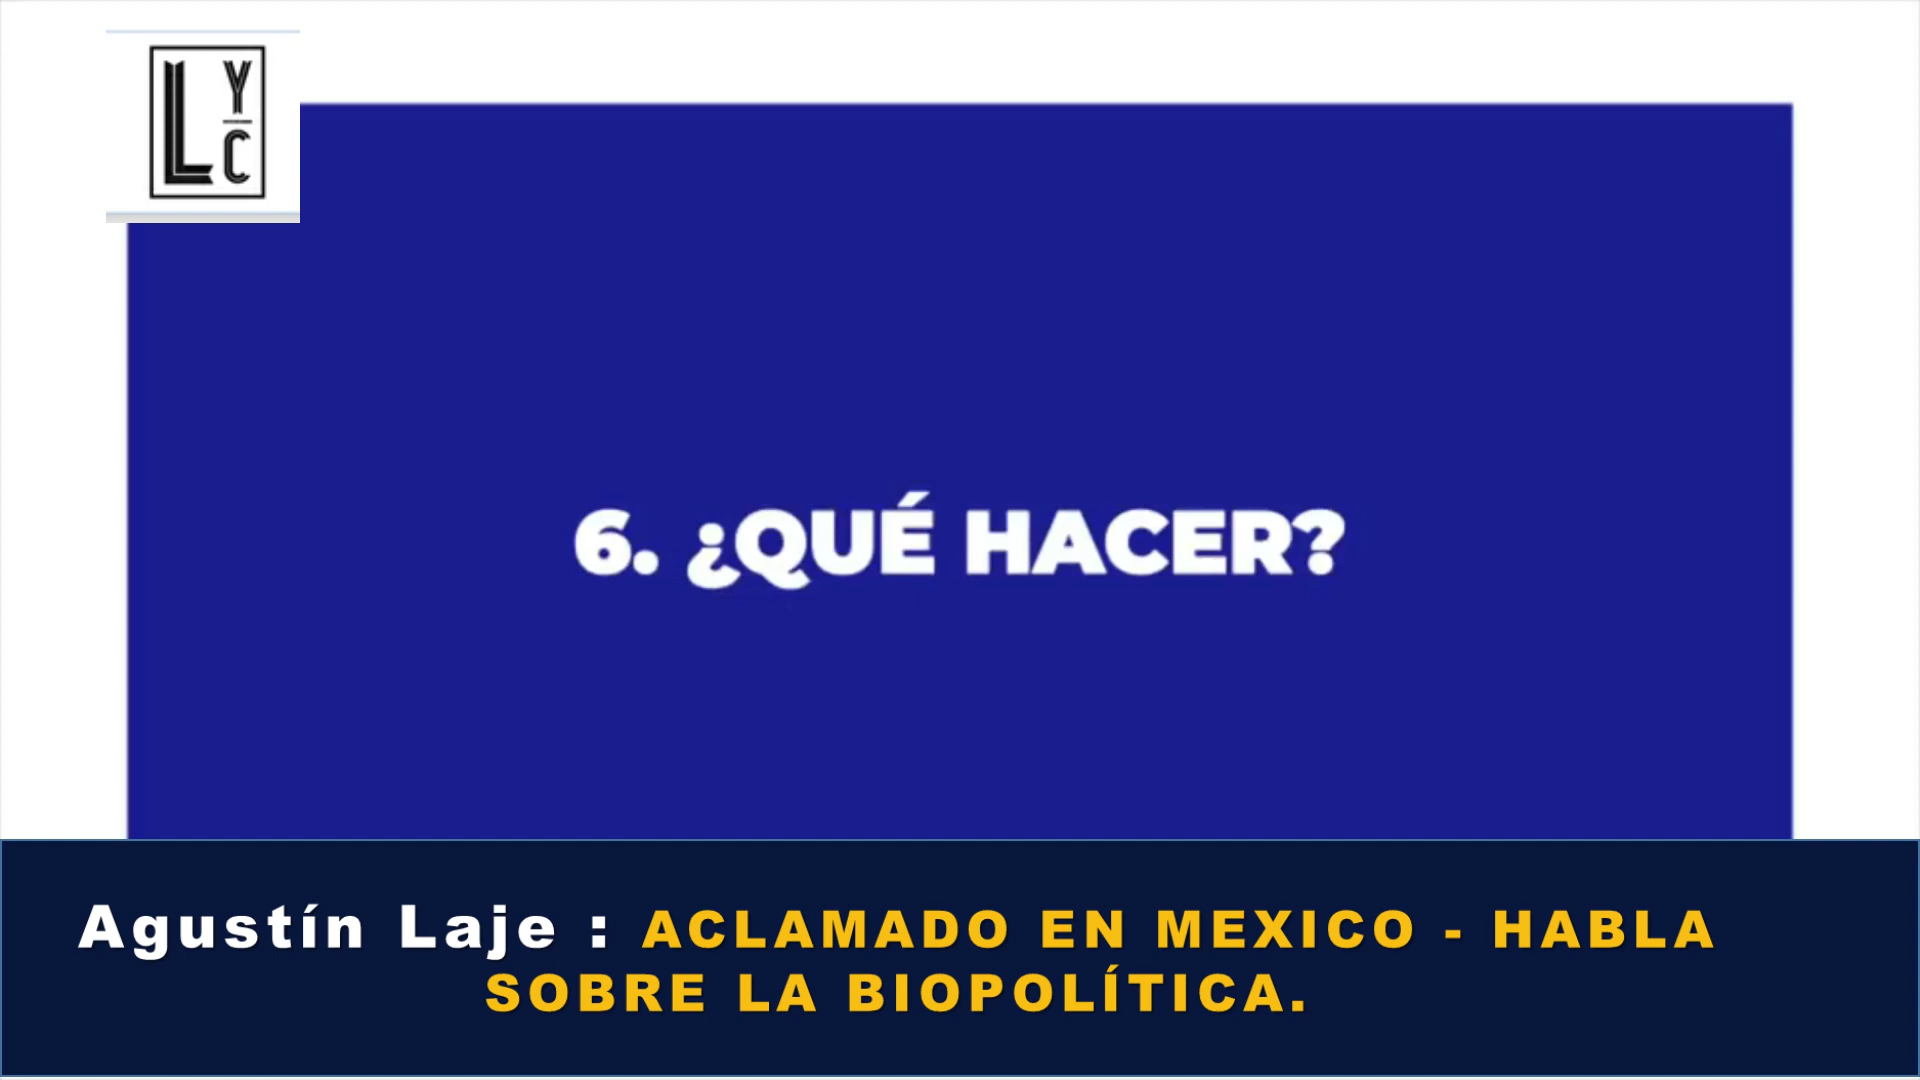 L Y C
6. ¿QUÉ HACER?
Agustín Laje : ACLAMADO EN MEXICO - HABLA
SOBRE LA BIOPOLÍTICA.